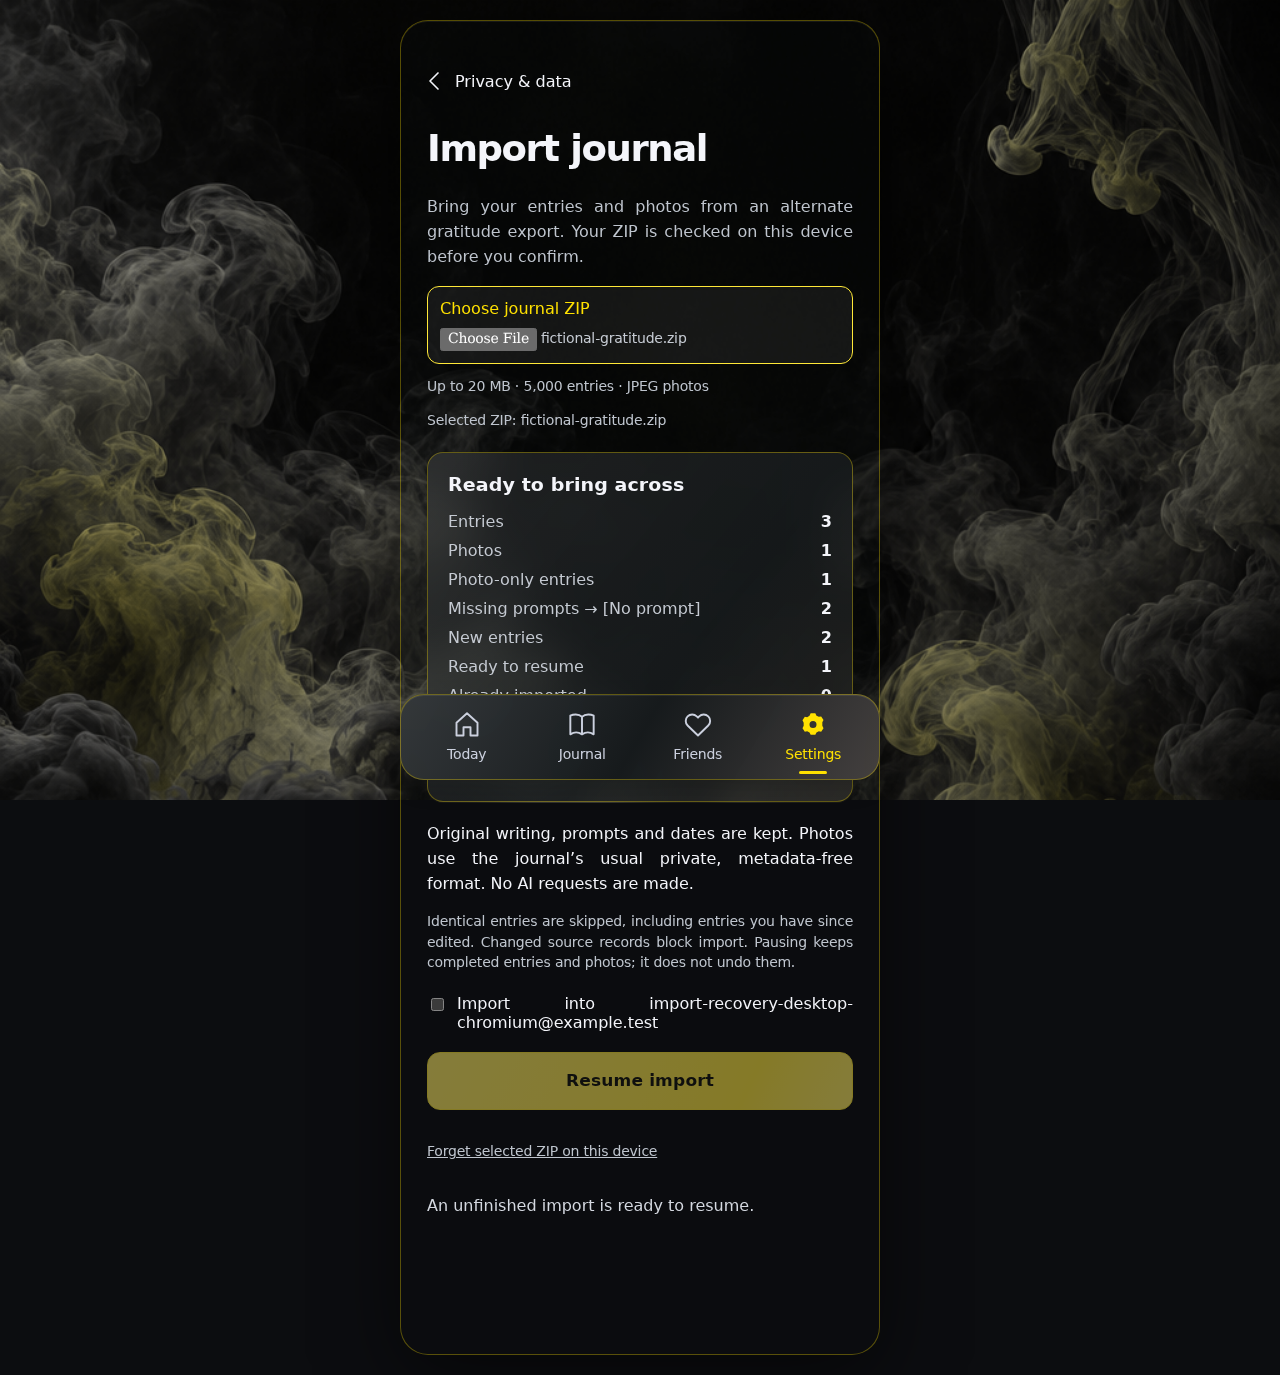 Privacy & data
Import journal
Bring your entries and photos from an alternate
gratitude export. Your ZIP is checked on this device
before you confirm.
Choose journal ZIP
Choose File fictional-gratitude.zip
Up to 20 MB · 5,000 entries · JPEG photos
Selected ZIP: fictional-gratitude.zip
Ready to bring across
Entries 3
Photos 1
Photo-only entries 1
Missing prompts → [No prompt] 2
New entries 2
Ready to resume 1
Already imported 0
Today Journal Friends Settings
Original writing, prompts and dates are kept. Photos
use the journal’s usual private, metadata-free
format. No AI requests are made.
Identical entries are skipped, including entries you have since
edited. Changed source records block import. Pausing keeps
completed entries and photos; it does not undo them.
Import into import-recovery-desktop-
chromium@example.test
Resume import
Forget selected ZIP on this device
An unfinished import is ready to resume.